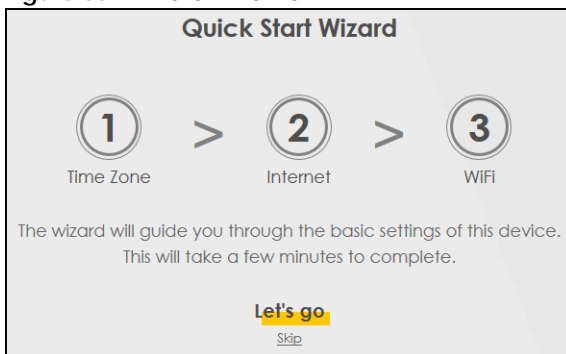 Quick Start Wizard
1 > 2 > 3
Time Zone Internet WiFi
The wizard will guide you through the basic settings of this device.
This will take a few minutes to complete.
Let's go
Skip